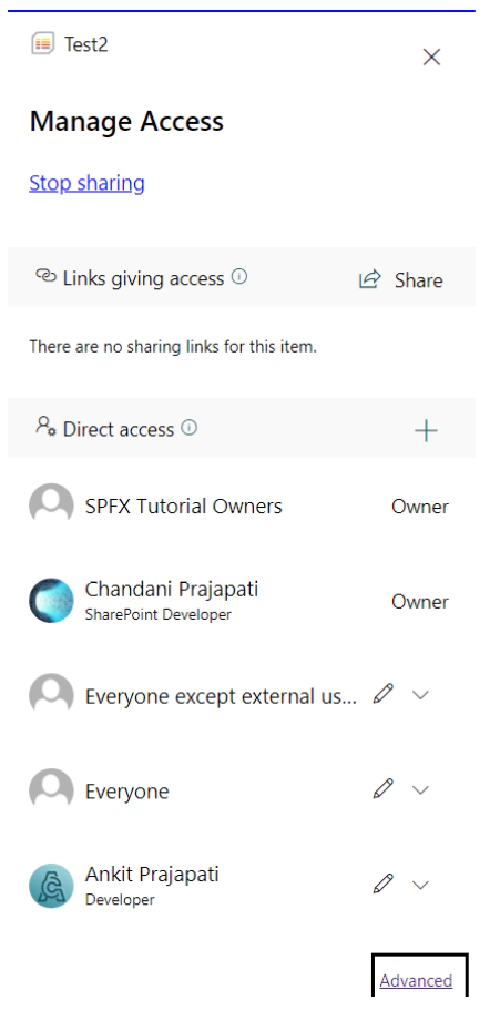 Test2
Manage Access
Stop sharing
Links giving access
Share
There are no sharing links for this item.
Direct access
SPFX Tutorial Owners
Owner
Chandani Prajapati
SharePoint Developer
Owner
Everyone except external us...
Everyone
Ankit Prajapati
Developer
Advanced